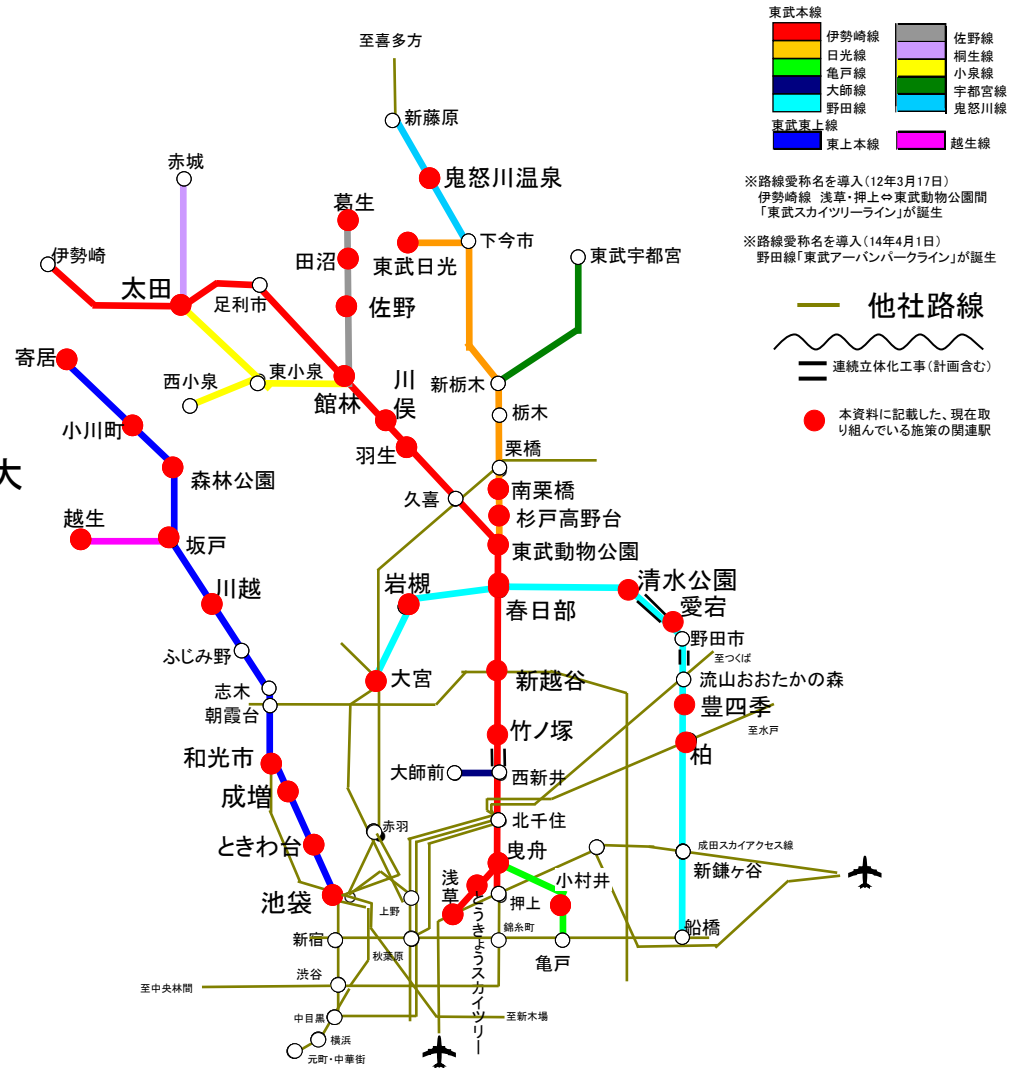 東武本線
伊勢崎線
日光線
亀戸線
大師線
野田線
佐野線
桐生線
小泉線
宇都宮線
鬼怒川線
東武東上線
東上本線
越生線
※路線愛称名を導入(12年3月17日)
伊勢崎線 浅草・押上⇔東武動物公園間
「東武スカイツリーライン」が誕生
※路線愛称名を導入(14年4月1日)
野田線「東武アーバンパークライン」が誕生
他社路線
連続立体化工事(計画含む)
本資料に記載した、現在取
り組んでいる施策の関連駅
至喜多方
新藤原
赤城
鬼怒川温泉
葛生
伊勢崎
田沼
東武日光
下今市
東武宇都宮
太田
足利市
佐野
寄居
西小泉
東小泉
館林
川俣
新栃木
栃木
小川町
羽生
栗橋
大
森林公園
久喜
南栗橋
杉戸高野台
越生
坂戸
東武動物公園
川越
岩槻
春日部
清水公園
愛宕
野田市
ふじみ野
至つくば
志木
大宮
新越谷
流山おおたかの森
朝霞台
豊四季
竹ノ塚
至水戸
和光市
柏
大師前
西新井
成増
北千住
赤羽
ときわ台
成田スカイアクセス線
曳舟
新鎌ヶ谷
小村井
浅草
池袋
上野
押上
とうきょうスカイツリー
新宿
錦糸町
船橋
秋葉原
亀戸
渋谷
至中央林間
中目黒
至新木場
横浜
元町・中華街